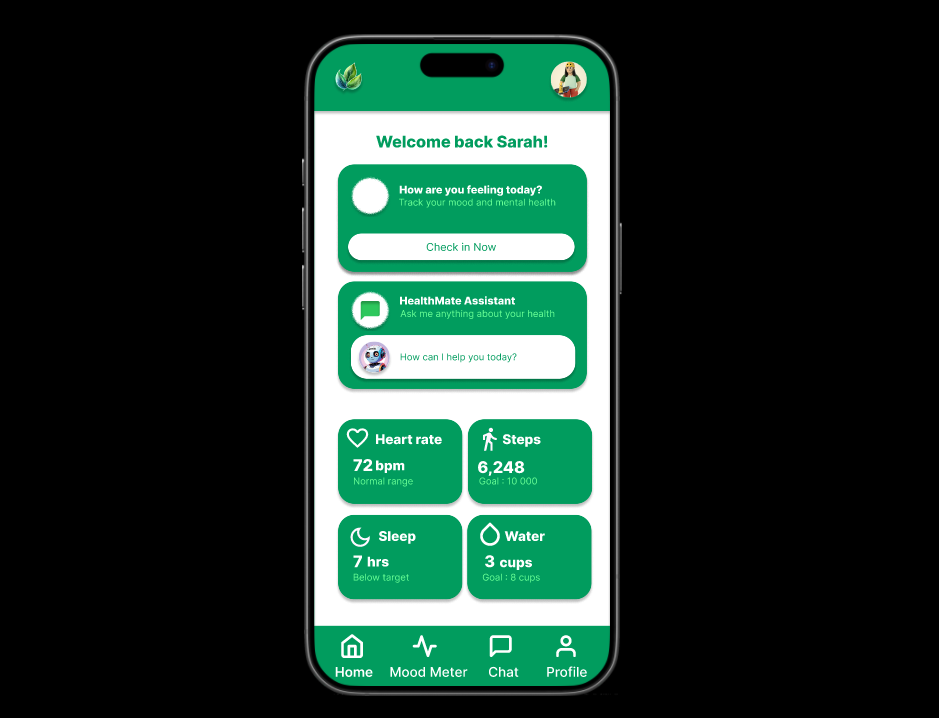 Welcome back Sarah!
How are you feeling today?
Track your mood and mental health
Check in Now
HealthMate Assistant
Ask me anything about your health
How can I help you today?
Heart rate
72 bpm
Normal range
Steps
6,248
Goal : 10 000
Sleep
7 hrs
Below target
Water
3 cups
Goal : 8 cups
Home
Mood Meter
Chat
Profile